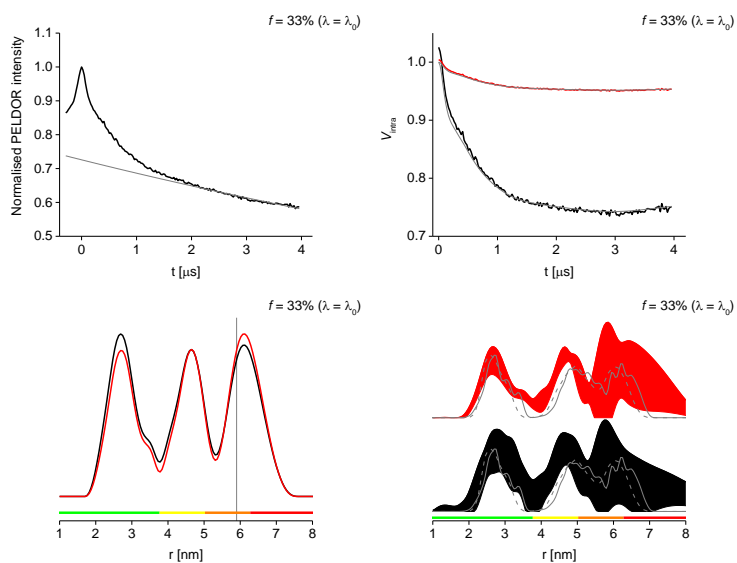 f = 33% (λ = λ0)
Normalised PELDOR intensity
1.1
1.0
0.9
0.8
0.7
0.6
0.5
0 1 2 3 4
t [μs]
f = 33% (λ = λ0)
Vintra
1.0
0.9
0.8
0.7
0 1 2 3 4
t [μs]
f = 33% (λ = λ0)
1 2 3 4 5 6 7 8
r [nm]
f = 33% (λ = λ0)
1 2 3 4 5 6 7 8
r [nm]